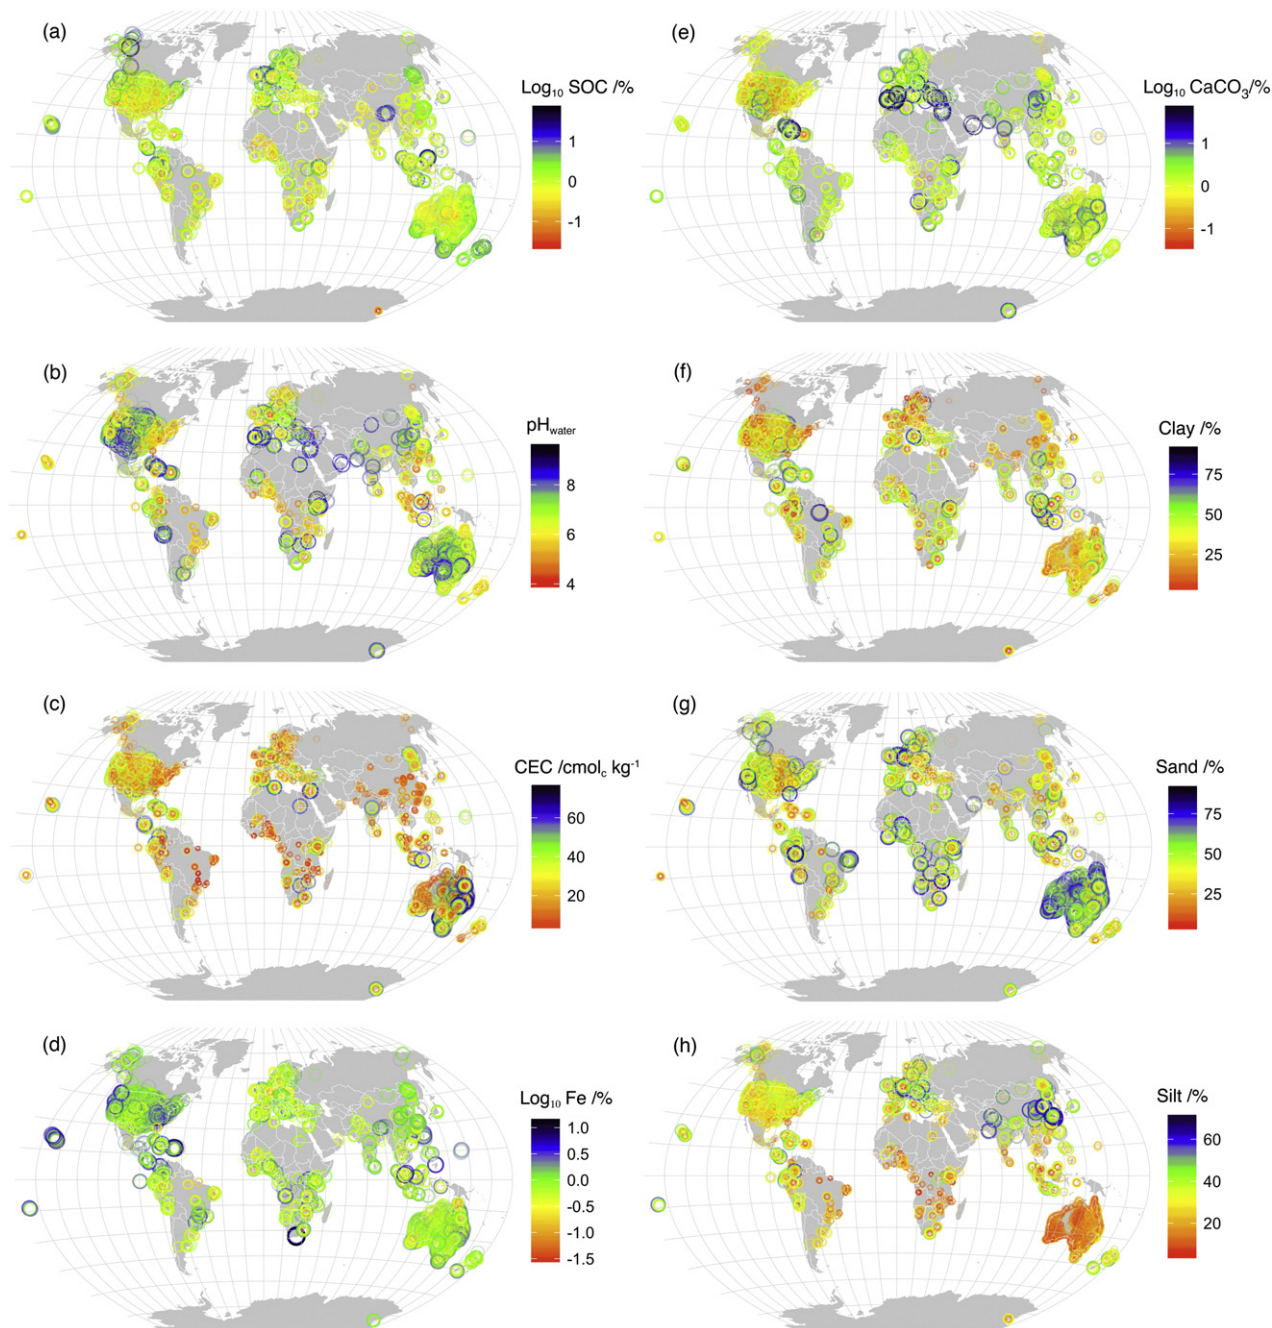 (a)
Log₁₀ SOC /%
1
0
-1
(b)
pHwater
8
6
4
(c)
CEC /cmolc kg⁻¹
60
40
20
(d)
Log₁₀ Fe /%
1.0
0.5
0.0
-0.5
-1.0
-1.5
(e)
Log₁₀ CaCO₃/%
1
0
-1
(f)
Clay /%
75
50
25
(g)
Sand /%
75
50
25
(h)
Silt /%
60
40
20